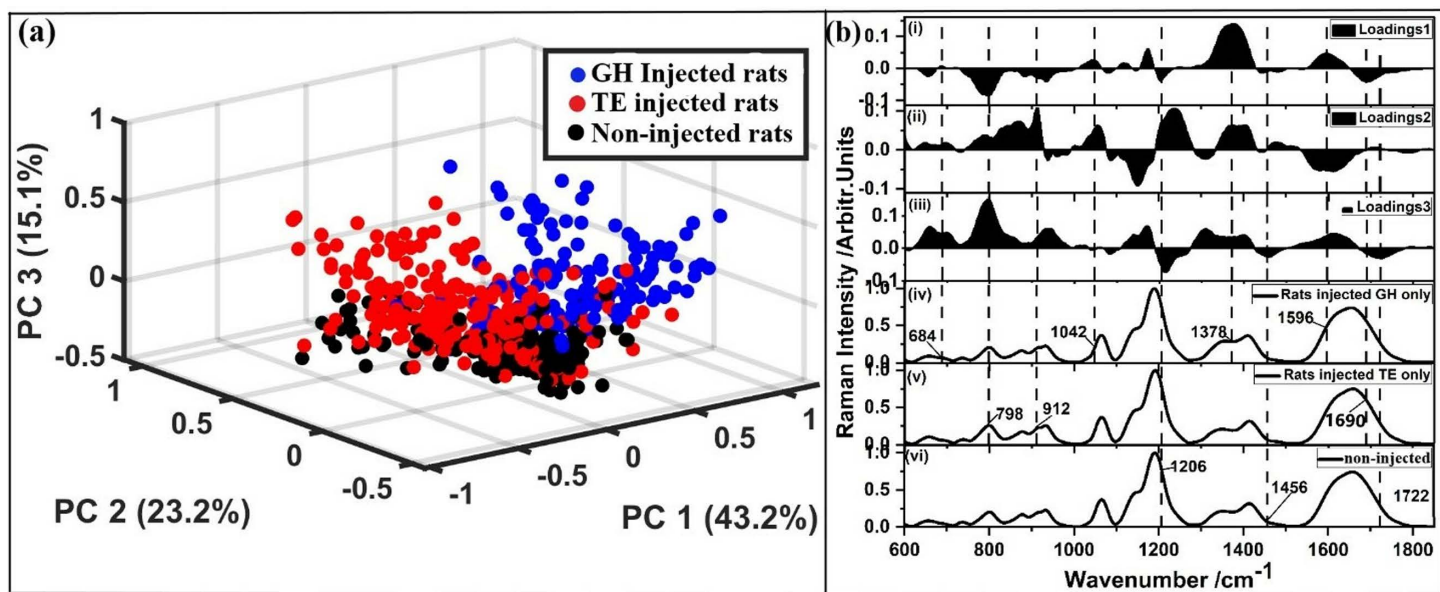 (a)
GH Injected rats
TE injected rats
Non-injected rats
PC 3 (15.1%)
1
0.5
0
-0.5
1
0.5
0
-0.5
-1
-0.5
0
0.5
1
PC 2 (23.2%)
PC 1 (43.2%)
(b)
Raman Intensity /Arbitr.Units
(i)
Loadings1
0.1
0.0
-0.1
(ii)
Loadings2
0.1
0.0
-0.1
(iii)
Loadings3
0.1
0.0
-0.1
(iv)
Rats injected GH only
1.0
0.5
0.0
684
1042
1378
1596
(v)
Rats injected TE only
1.0
0.5
0.0
798
912
1690
(vi)
non-injected
1.0
0.5
0.0
1206
1456
1722
600 800 1000 1200 1400 1600 1800
Wavenumber /cm-1